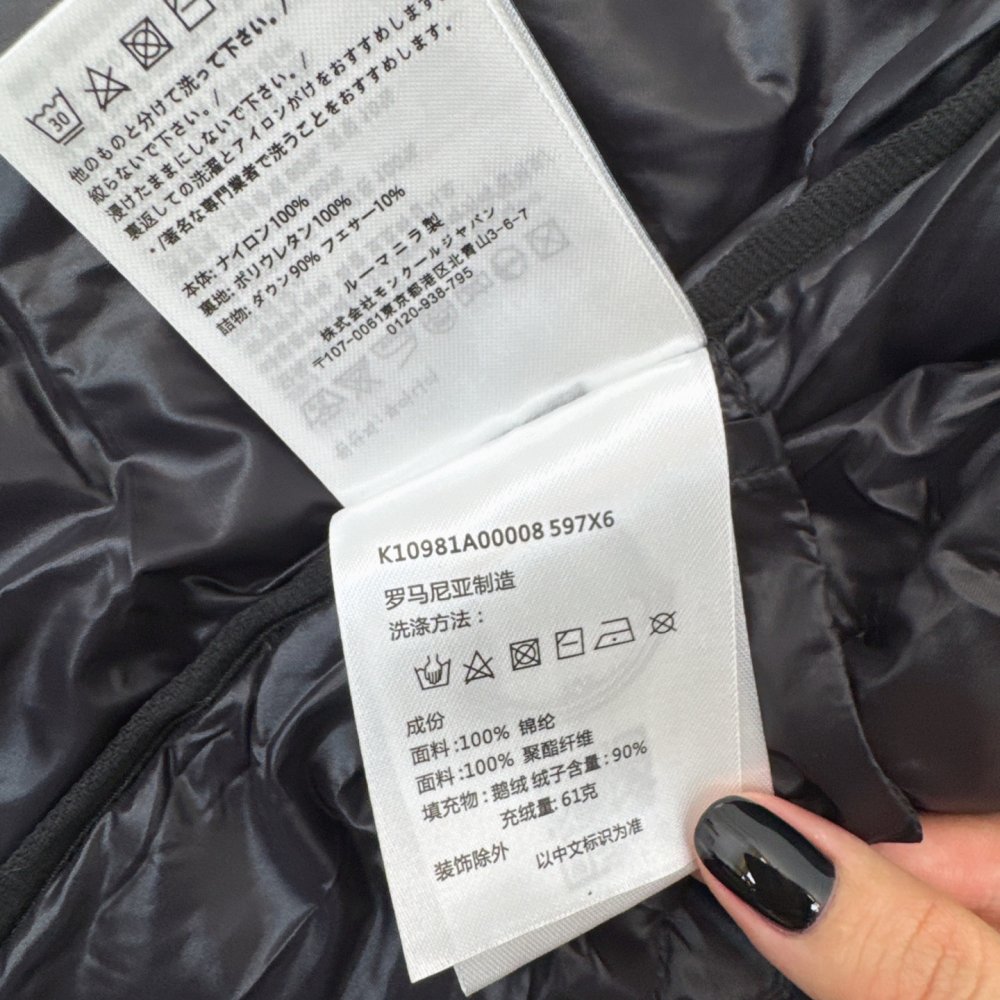 30
他のものと分けて洗って下さい。/
絞らないで下さい。/
浸けたままにしないで下さい。/
裏返しての洗濯とアイロンがけをおすすめします。
・/著名な専門業者で洗うことをおすすめします.
本体: ナイロン100%
裏地: ポリウレタン100%
詰物: ダウン90% フェサー10%
ルーマニラ製
株式会社モンクールジャパン
〒107-0061東京都港区北青山3-6-7
0120-938-795
K10981A00008 597X6
罗马尼亚制造
洗涤方法：
成份
面料:100% 锦纶
面料:100% 聚酯纤维
填充物：鹅绒 绒子含量：90%
充绒量: 61克
装饰除外 以中文标识为准